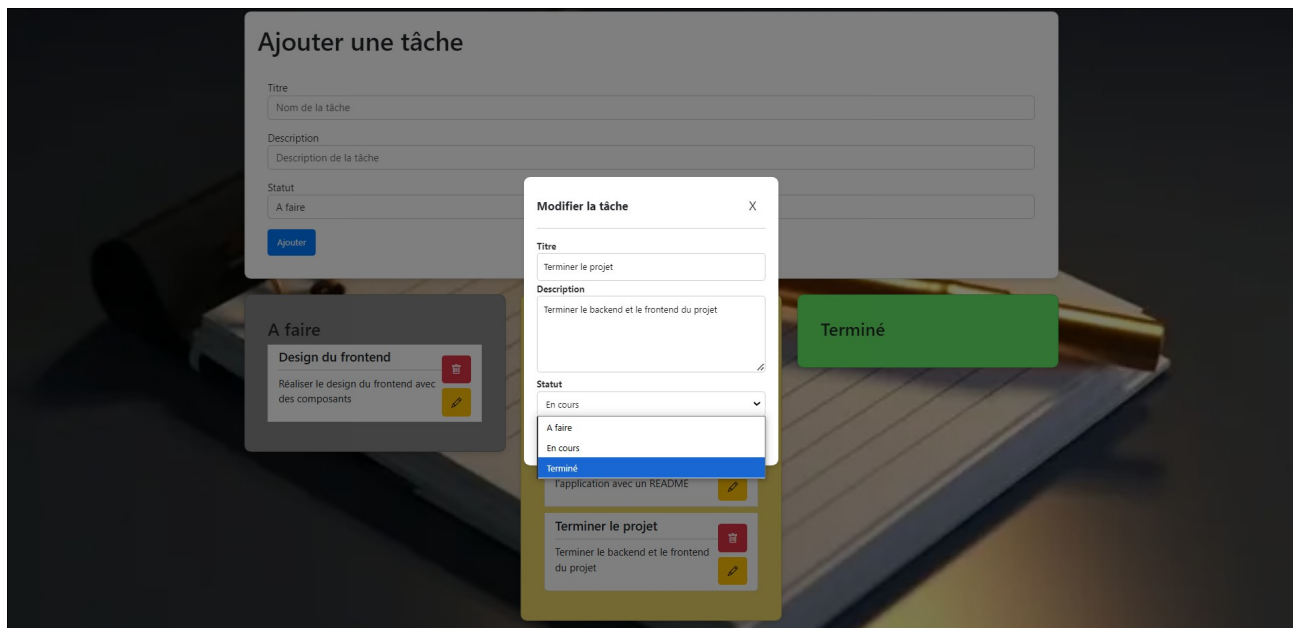 Ajouter une tâche
Titre
Nom de la tâche
Description
Description de la tâche
Statut
A faire
Ajouter
Modifier la tâche
X
Titre
Terminer le projet
Description
Terminer le backend et le frontend du projet
Statut
En cours
A faire
En cours
Terminé
A faire
Design du frontend
Réaliser le design du frontend avec
des composants
l'application avec un README
Terminer le projet
Terminer le backend et le frontend
du projet
Terminé